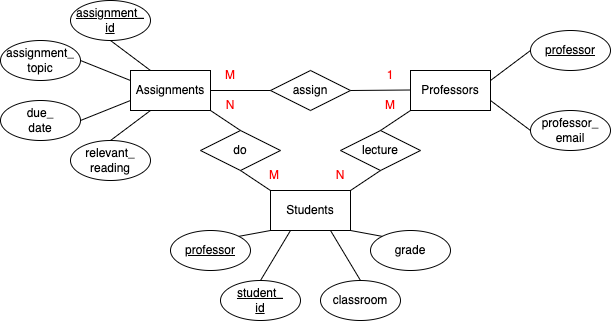 assignment_
id
assignment_
topic
due_
date
relevant_
reading
Assignments
M
N
assign
1
M
Professors
professor
professor_
email
do
lecture
M
N
Students
professor
student_
id
classroom
grade